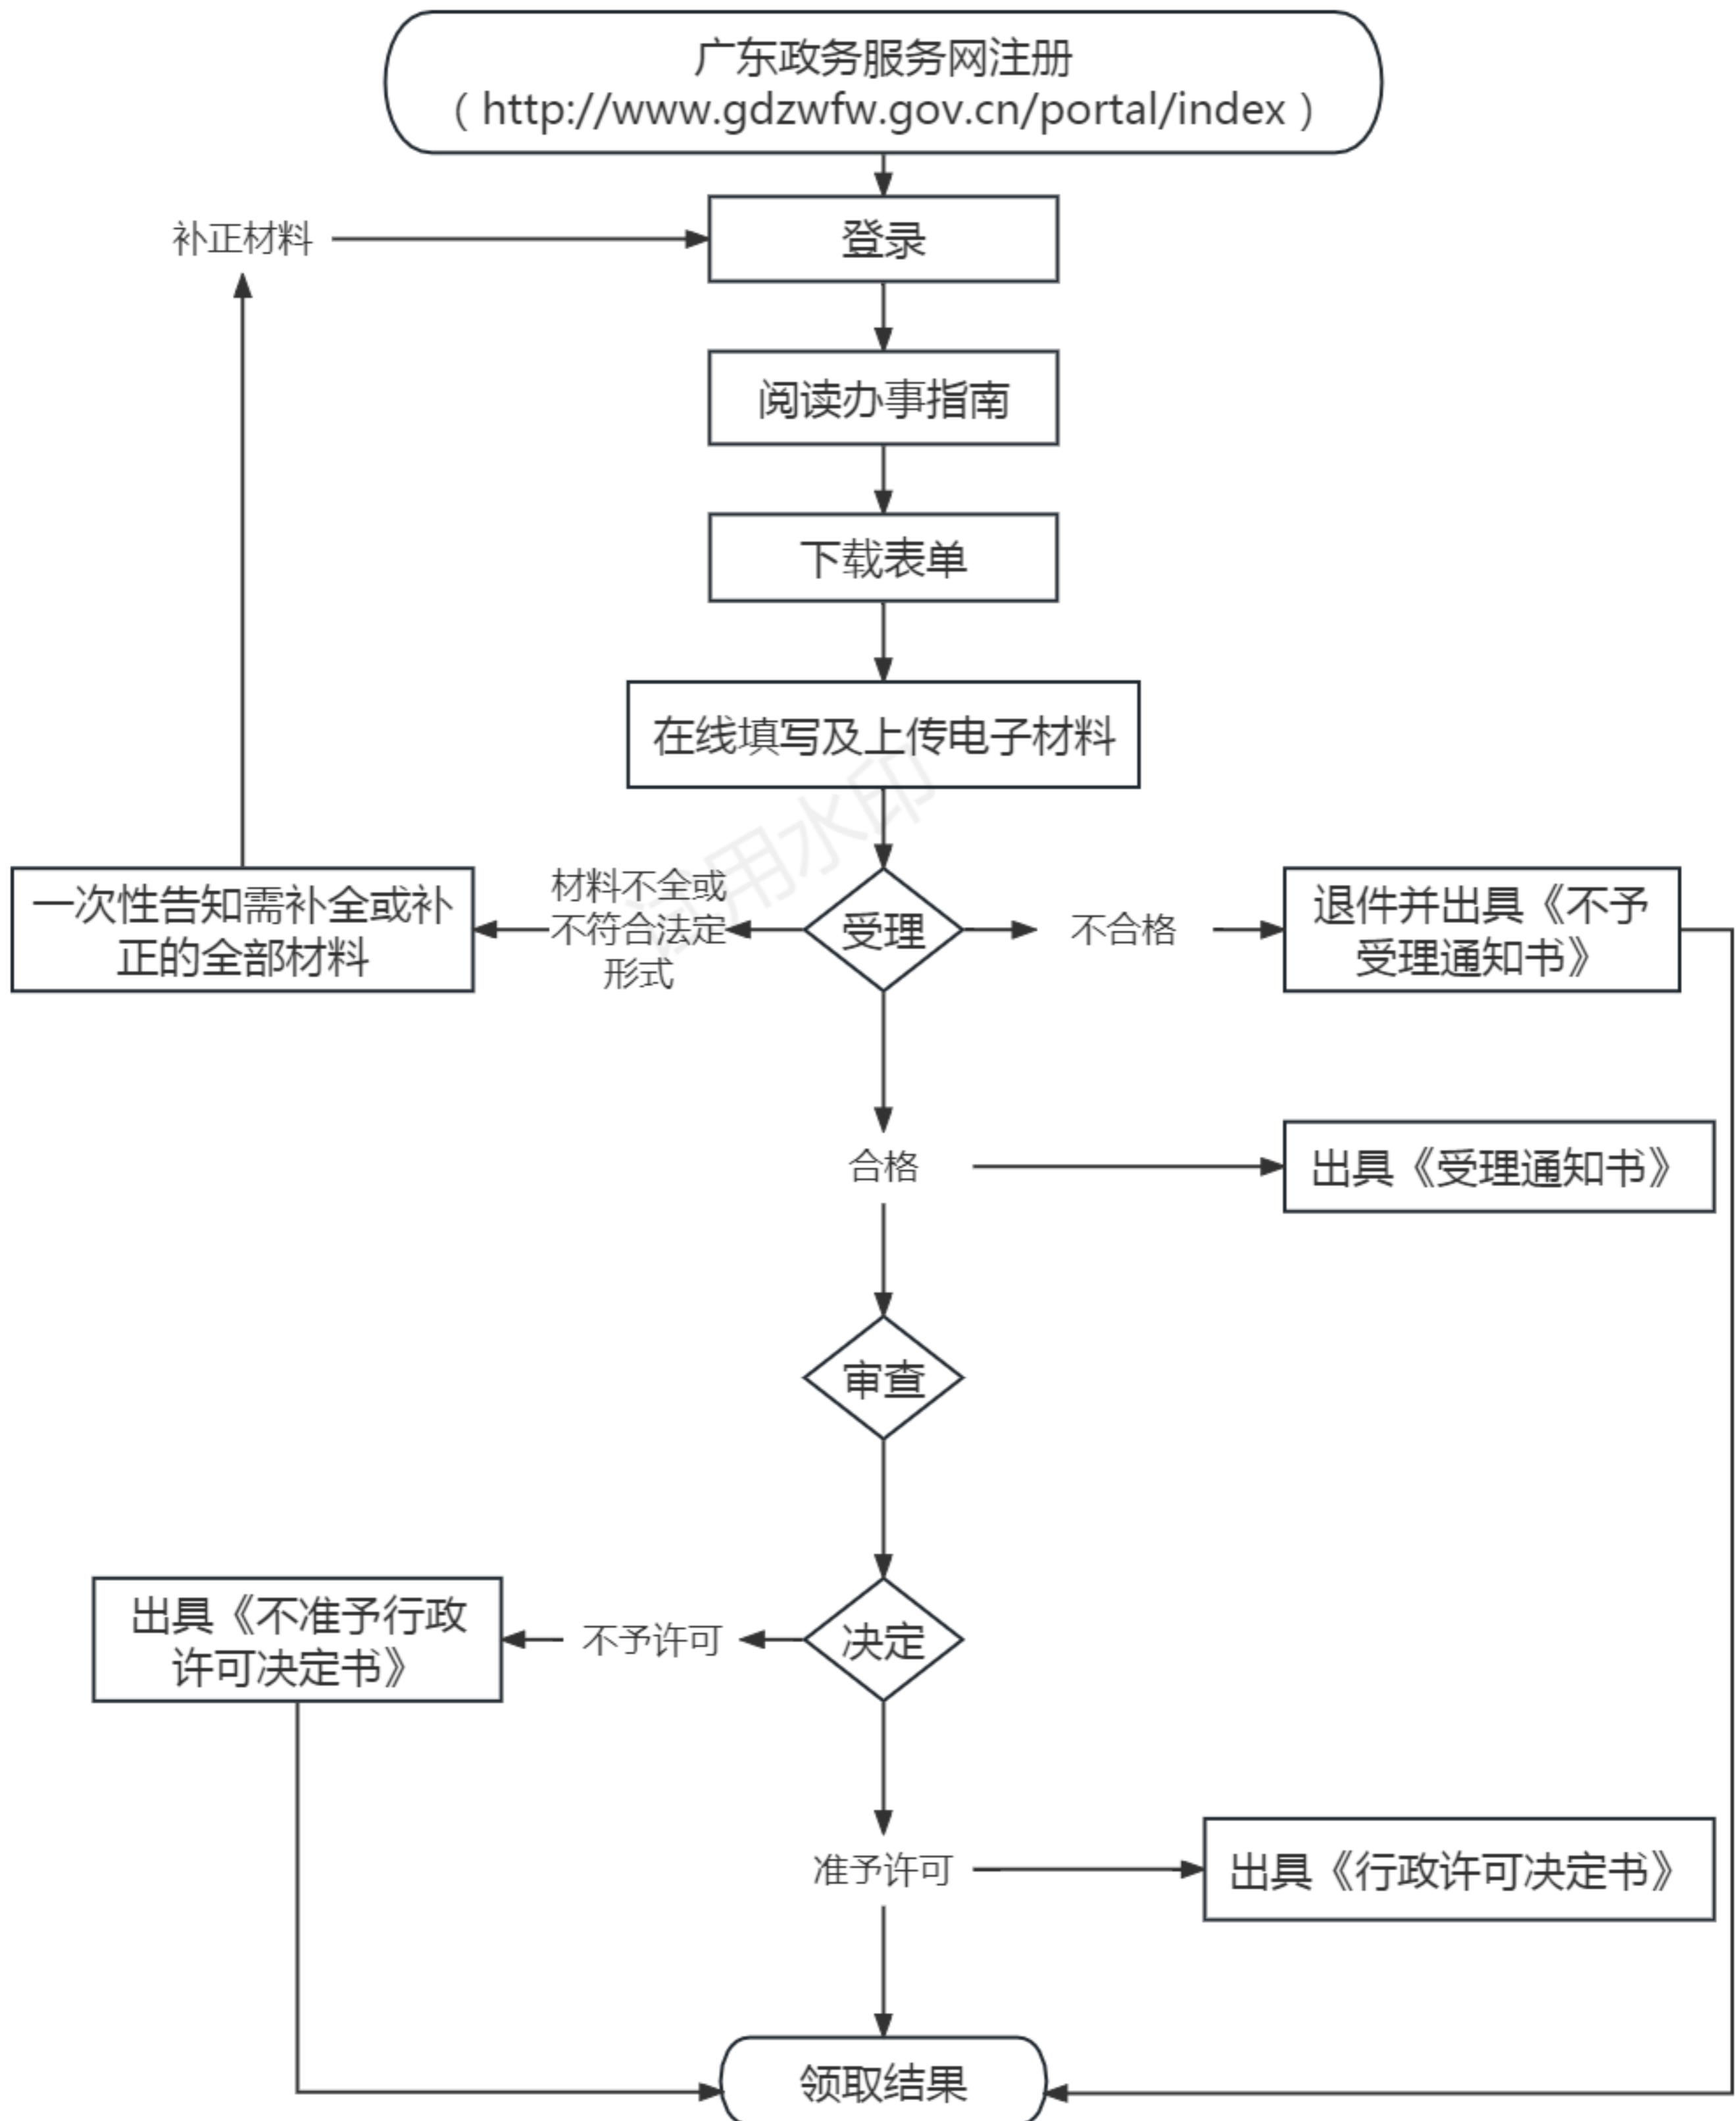 广东政务服务网注册
（http://www.gdzwfw.gov.cn/portal/index）
补正材料
登录
阅读办事指南
下载表单
在线填写及上传电子材料
一次性告知需补全或补
正的全部材料
材料不全或
不符合法定
形式
受理
不合格
退件并出具《不予
受理通知书》
合格
出具《受理通知书》
审查
出具《不准予行政
许可决定书》
不予许可
决定
准予许可
出具《行政许可决定书》
领取结果
用水印